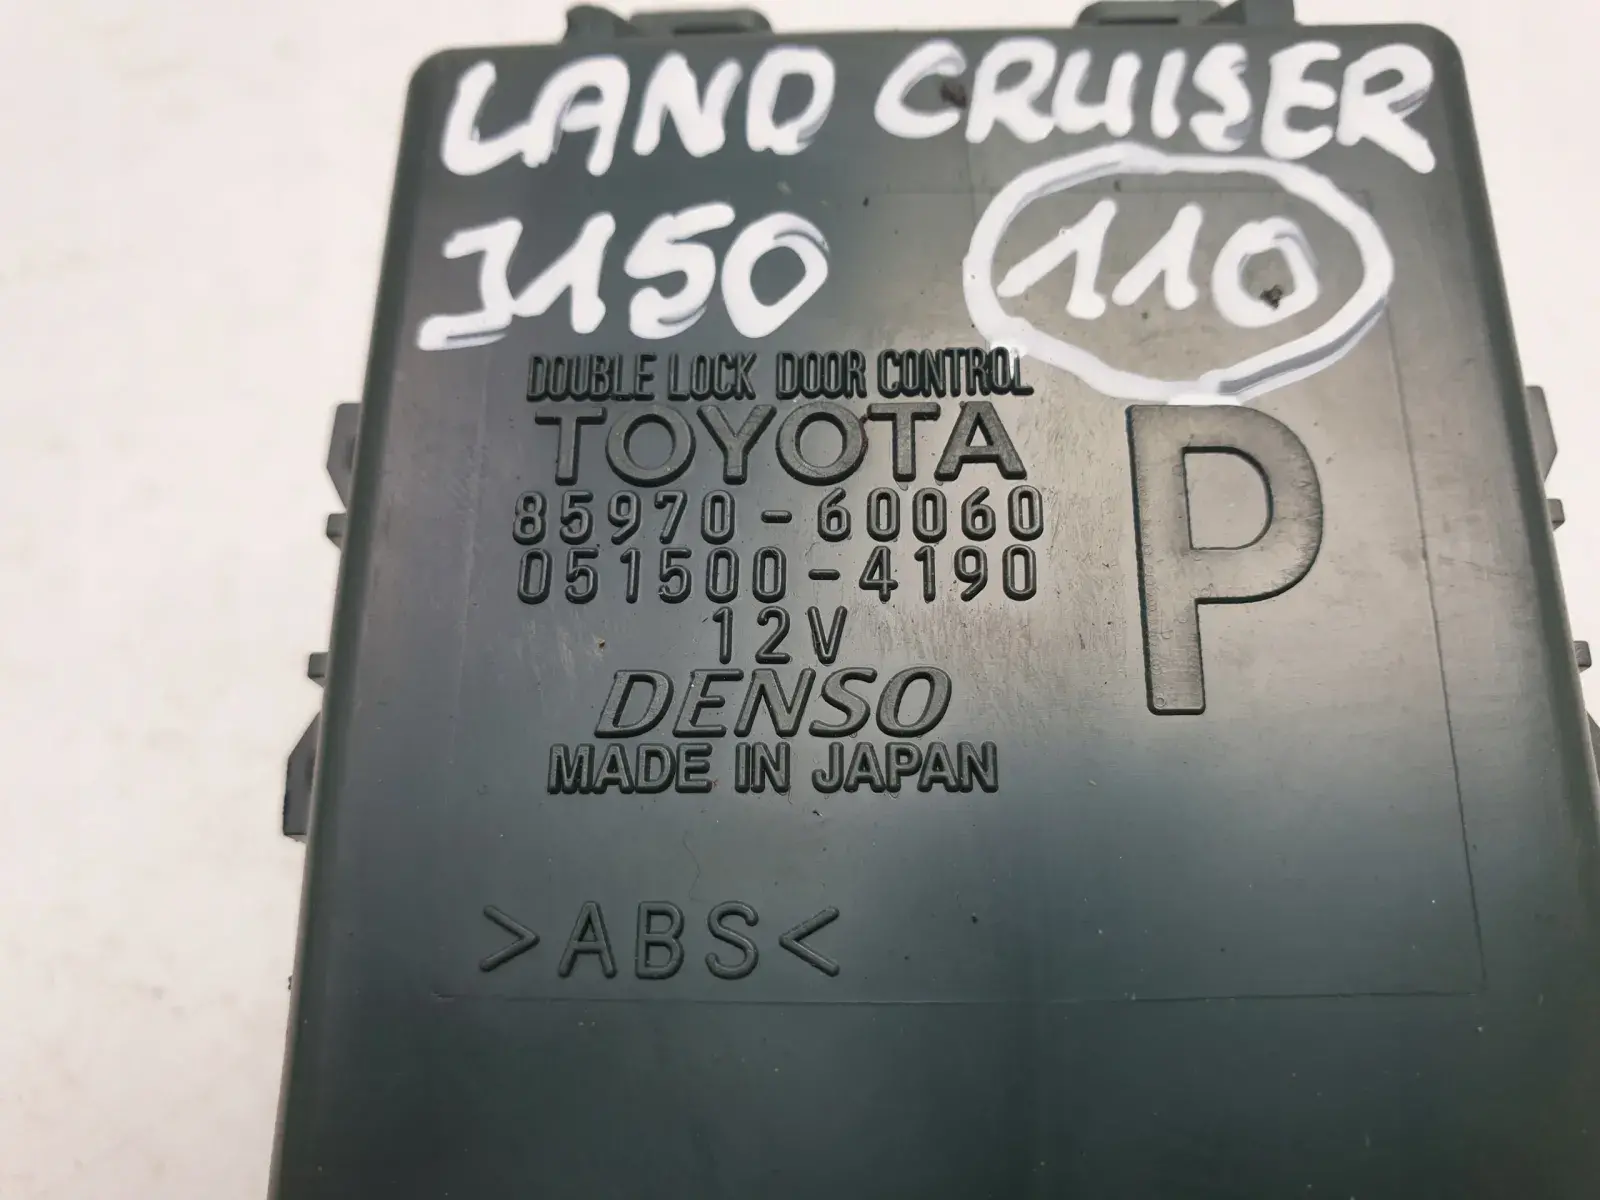 LAND CRUISER
J150 110
DOUBLE LOCK DOOR CONTROL
TOYOTA
85970-60060
051500-4190
12V
DENSO
MADE IN JAPAN
P
>ABS<